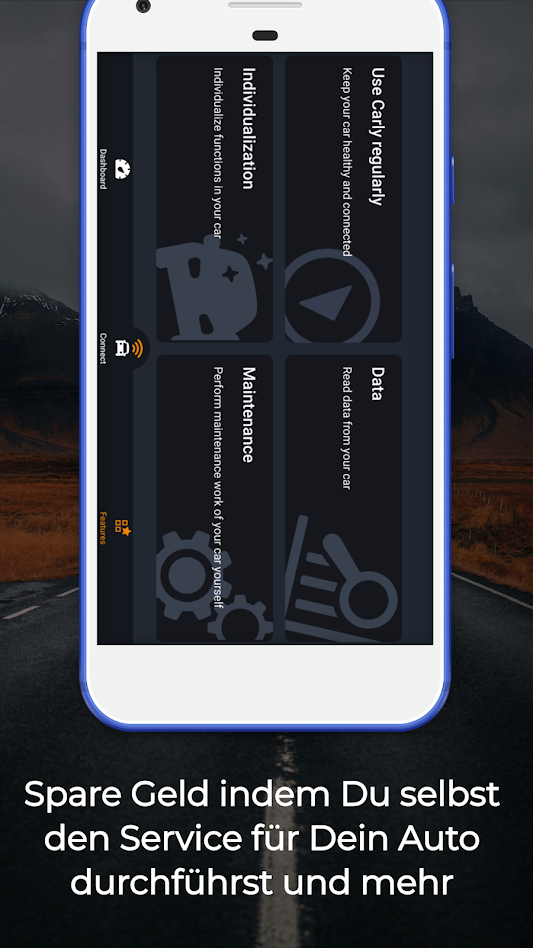 Use Carly regularly
Keep your car healthy and connected
Data
Read data from your car
Individualization
Individualize functions in your car
Maintenance
Perform maintenance work of your car yourself
Dashboard
Connect
Features
Spare Geld indem Du selbst
den Service für Dein Auto
durchführst und mehr